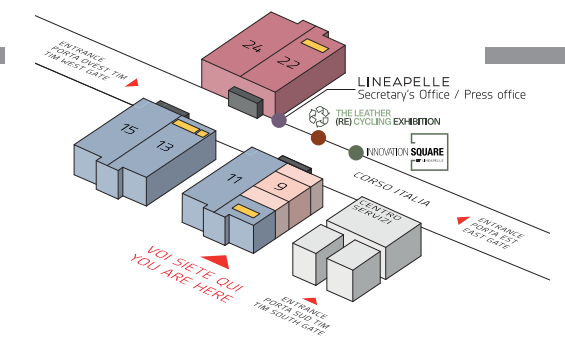 ENTRANCE
PORTA OVEST TIM
TIM WEST GATE
24
22
LINEAPELLE
Secretary's Office / Press office
THE LEATHER
(RE) CYCLING EXHIBITION
INNOVATION SQUARE
BY LINEAPELLE
15
13
11
9
CORSO ITALIA
CENTRO
SERVIZI
ENTRANCE
PORTA EST
EAST GATE
VOI SIETE QUI
YOU ARE HERE
ENTRANCE
PORTA SUD TIM
TIM SOUTH GATE